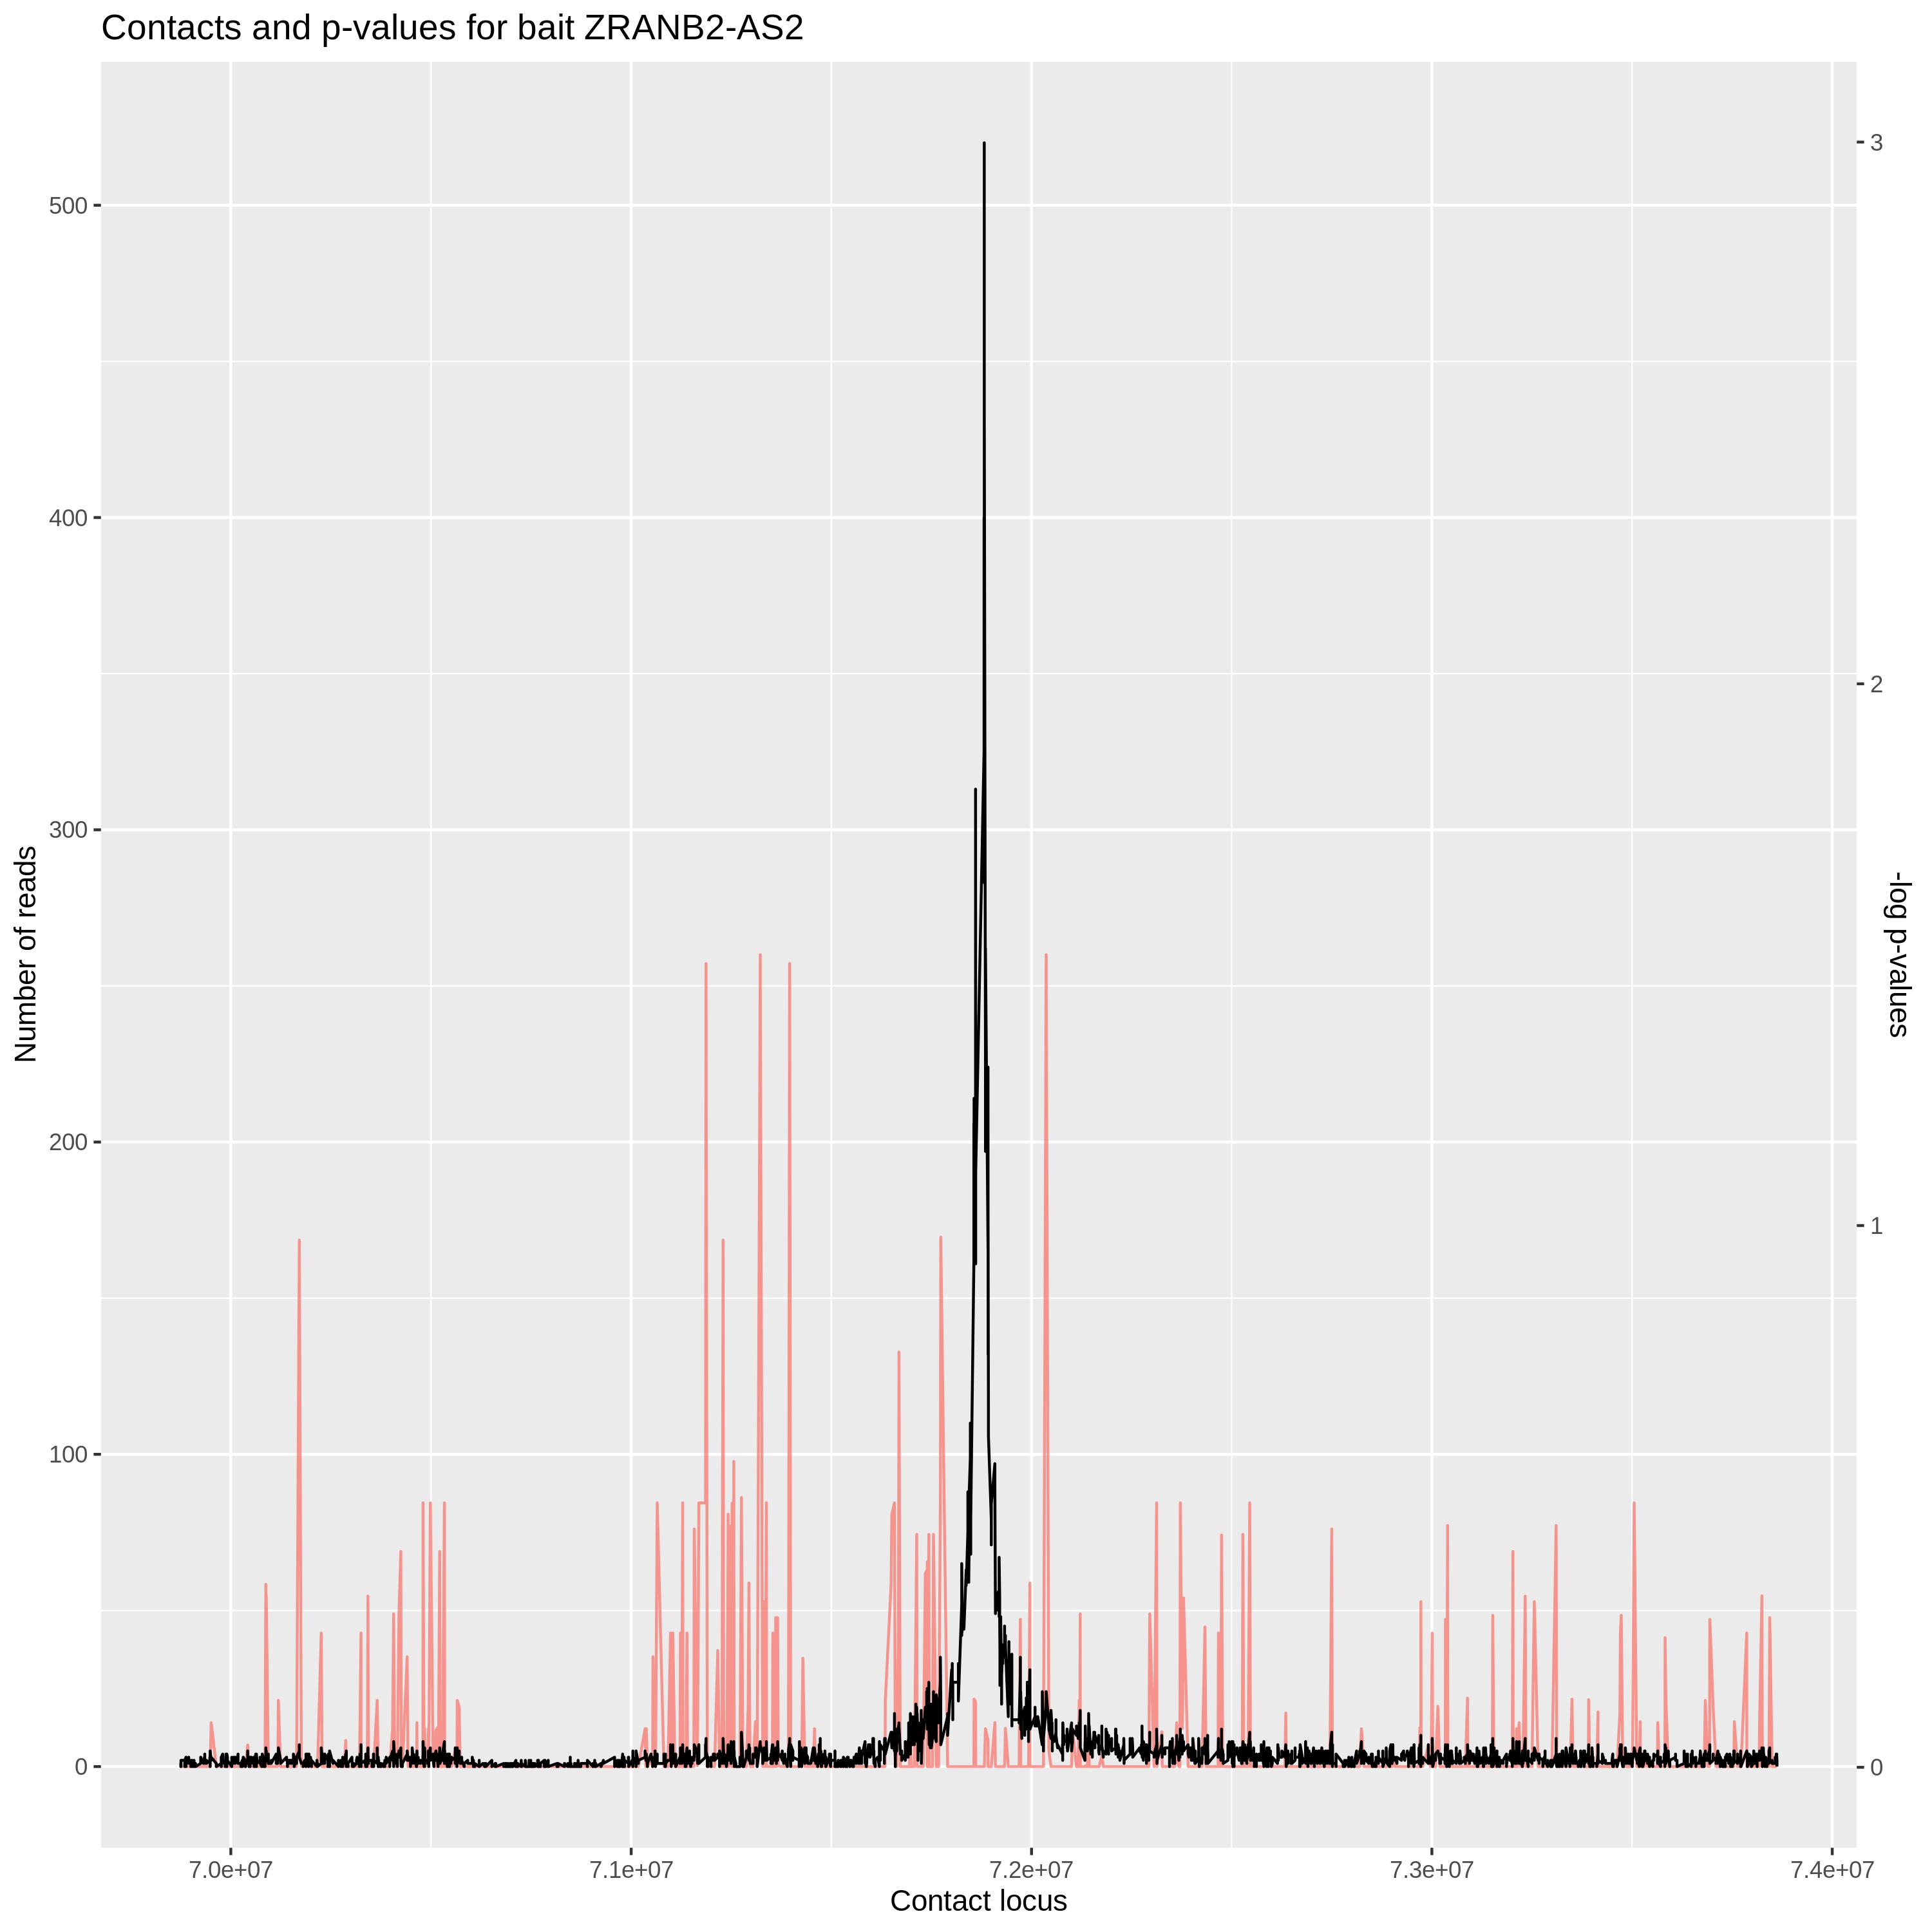 Contacts and p-values for bait ZRANB2-AS2
500
400
300
200
100
0
Number of reads
3
2
1
0
-log p-values
7.0e+07
7.1e+07
7.2e+07
7.3e+07
7.4e+07
Contact locus